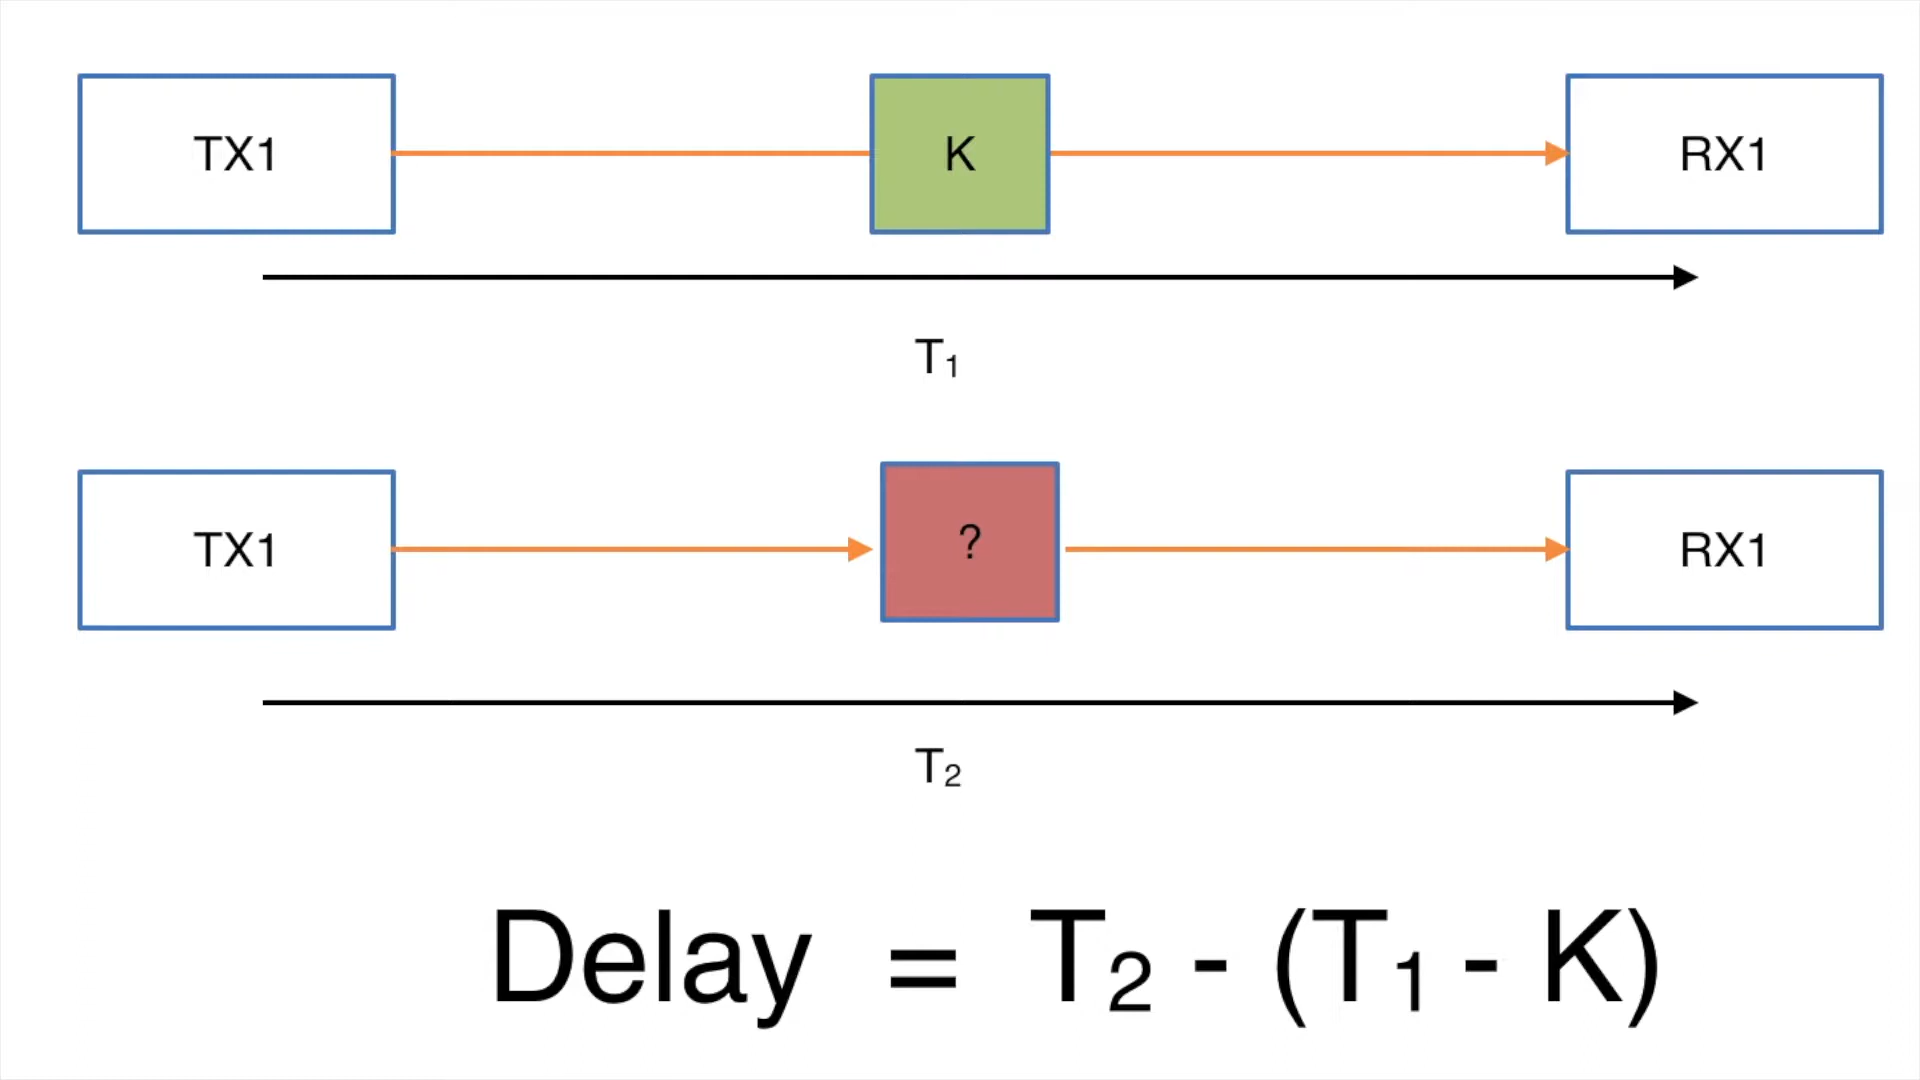 TX1 K RX1
T₁
TX1 ? RX1
T₂
Delay = T₂ - (T₁ - K)